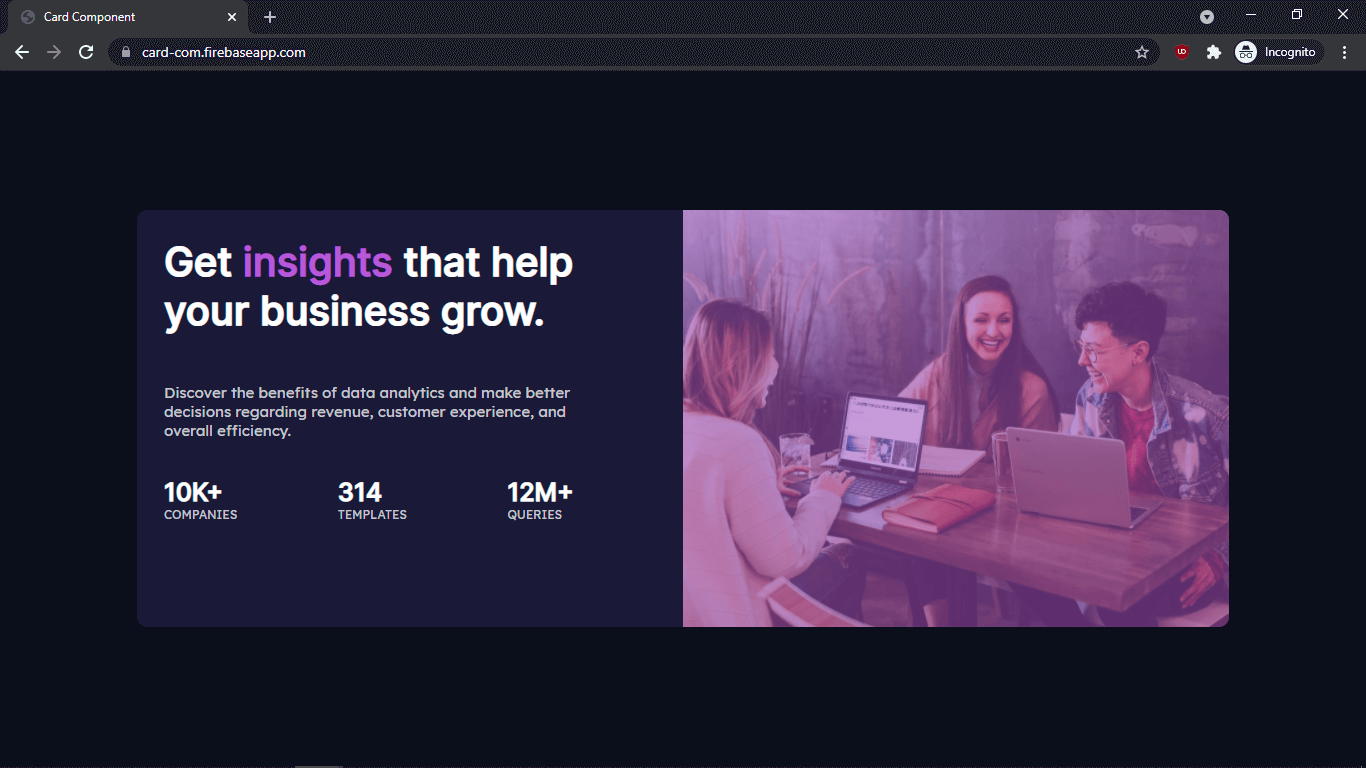 Card Component
card-com.firebaseapp.com
Incognito
Get insights that help
your business grow.
Discover the benefits of data analytics and make better
decisions regarding revenue, customer experience, and
overall efficiency.
10K+ 314 12M+
COMPANIES TEMPLATES QUERIES